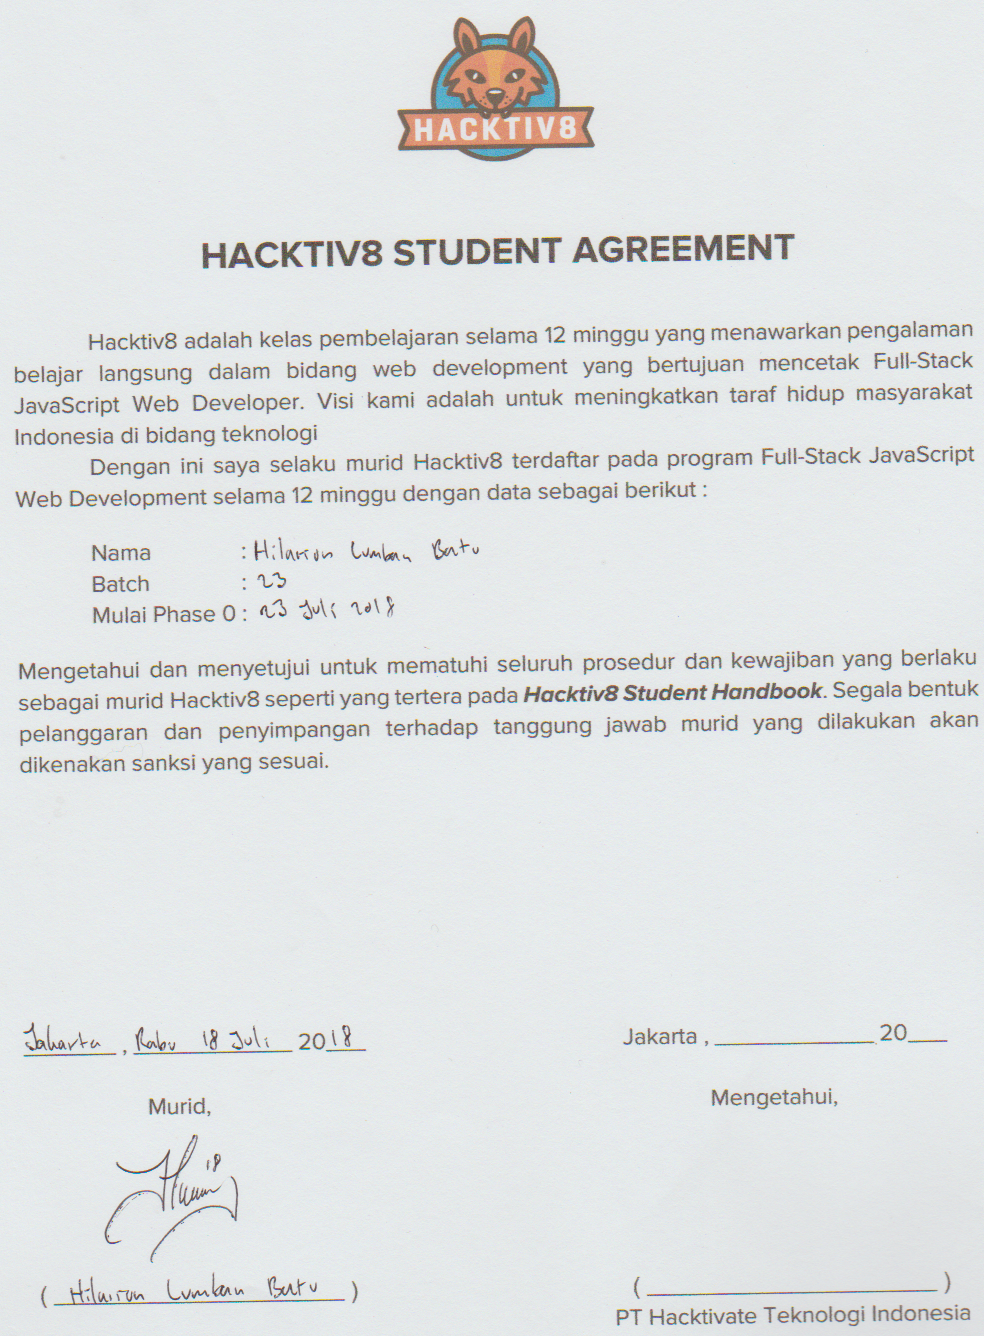 HACKTIV8
HACKTIV8 STUDENT AGREEMENT
Hacktiv8 adalah kelas pembelajaran selama 12 minggu yang menawarkan pengalaman
belajar langsung dalam bidang web development yang bertujuan mencetak Full-Stack
JavaScript Web Developer. Visi kami adalah untuk meningkatkan taraf hidup masyarakat
Indonesia di bidang teknologi
Dengan ini saya selaku murid Hacktiv8 terdaftar pada program Full-Stack JavaScript
Web Development selama 12 minggu dengan data sebagai berikut :
Nama : Hilarion Lumban Batu
Batch : 23
Mulai Phase 0 : 23 Juli 2018
Mengetahui dan menyetujui untuk mematuhi seluruh prosedur dan kewajiban yang berlaku
sebagai murid Hacktiv8 seperti yang tertera pada Hacktiv8 Student Handbook. Segala bentuk
pelanggaran dan penyimpangan terhadap tanggung jawab murid yang dilakukan akan
dikenakan sanksi yang sesuai.
Jakarta , Rabu 18 Juli 2018
Jakarta , ____________ 20___
Murid,
Mengetahui,
18
( Hilarion Lumban Batu )
( ____________ )
PT Hacktivate Teknologi Indonesia